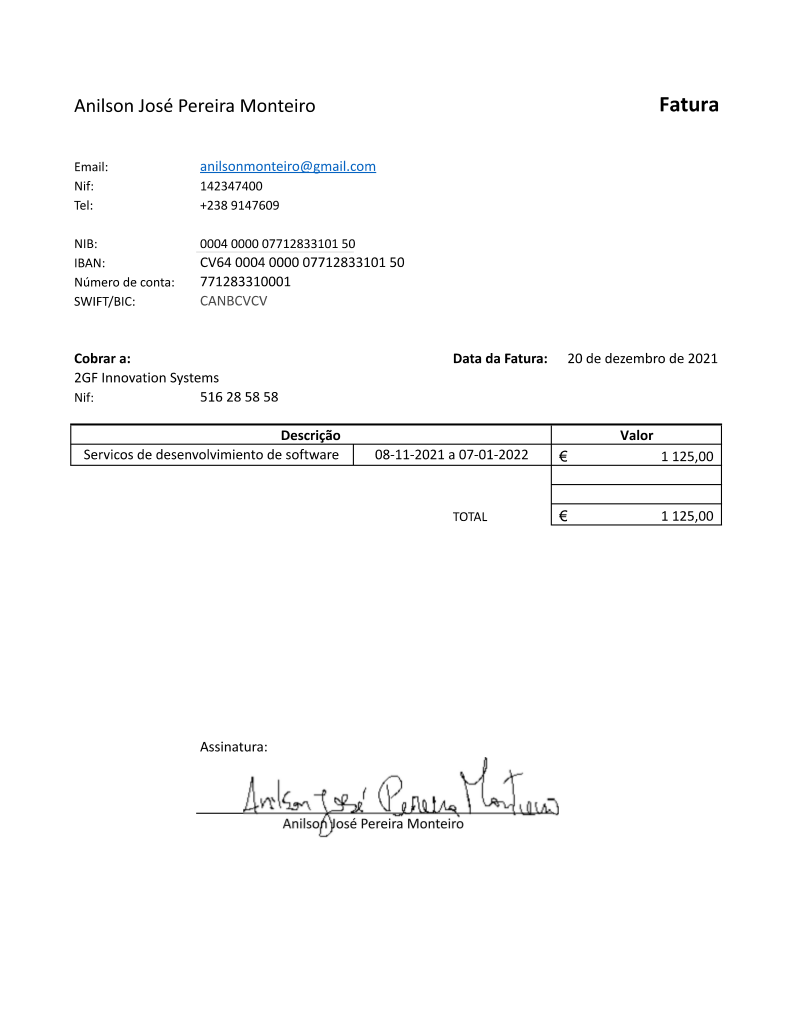 Anilson José Pereira Monteiro Fatura
Email: anilsonmonteiro@gmail.com
Nif: 142347400
Tel: +238 9147609
NIB: 0004 0000 07712833101 50
IBAN: CV64 0004 0000 07712833101 50
Número de conta: 771283310001
SWIFT/BIC: CANBCVCV
Cobrar a: Data da Fatura: 20 de dezembro de 2021
2GF Innovation Systems
Nif: 516 28 58 58
Descrição Valor
Servicos de desenvolvimiento de software 08-11-2021 a 07-01-2022 € 1 125,00
TOTAL € 1 125,00
Assinatura:
Anilson José Pereira Monteiro
Anilson José Pereira Monteiro